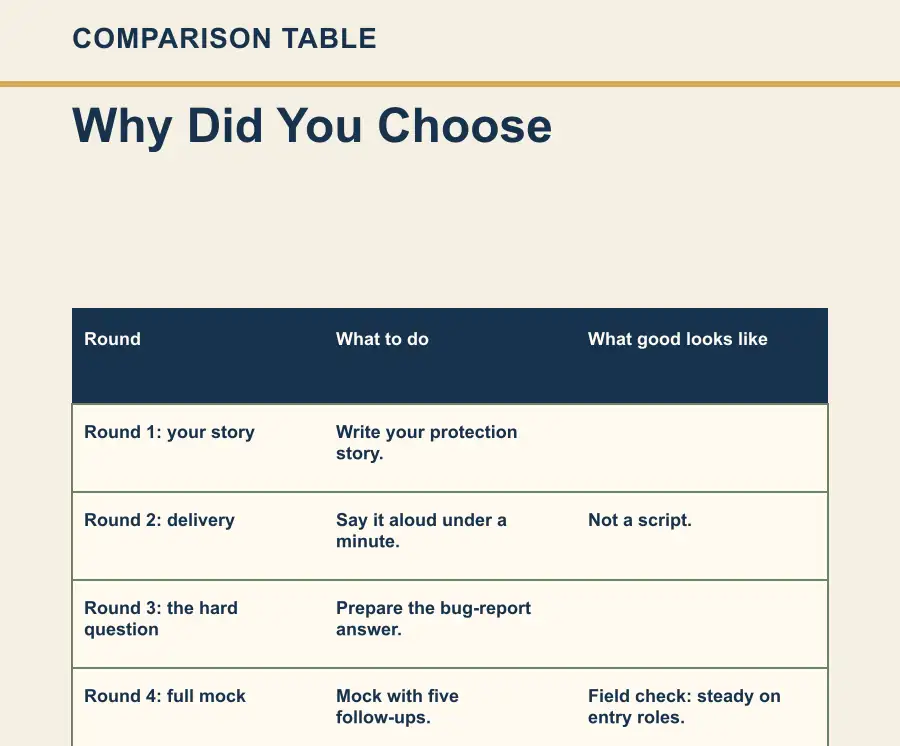 COMPARISON TABLE
Why Did You Choose
Round What to do What good looks like
Round 1: your story Write your protection
story.
Round 2: delivery Say it aloud under a Not a script.
minute.
Round 3: the hard Prepare the bug-report
question answer.
Round 4: full mock Mock with five Field check: steady on
follow-ups. entry roles.